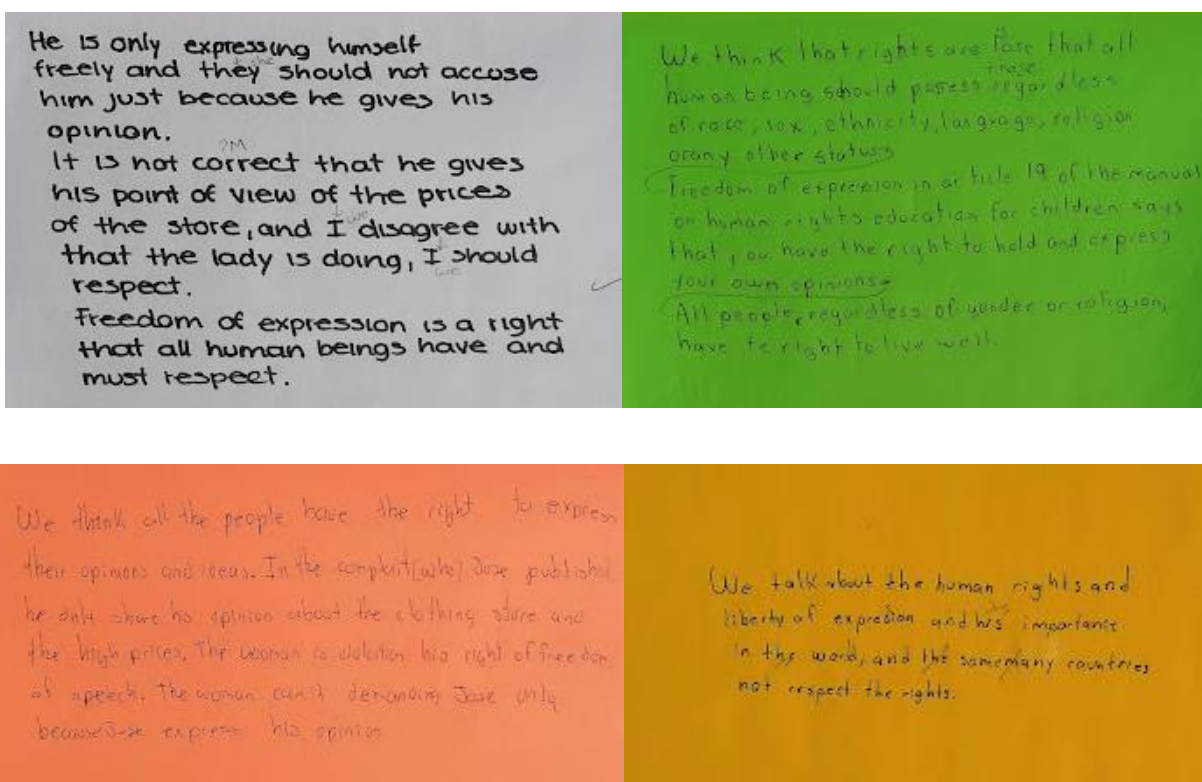 He is only expressing himself
freely and they she should not accuse
him just because he gives his
opinion.
It is not correct that he gives
his point of view of the prices
of the store, and I we disagree with
that the lady is doing, I we should
respect.
Freedom of expression is a right
that all human beings have and
must respect.
We think that rights are that all
those
human being should posess regardless
of race, sox, ethnicity, language, religion
orany other status
Freedom of expression in article 19 of the manual
on human rights education for children says
that you have the right to hold and express
your own opinions
All people, regardless of gender or religion,
have te right to live well.
We think all the people have the right to express
their opinions and ideas. In the (who) Jose published
he only share his opinion about the clothing store and
the high prices. The woman is his right of freedon
of speech. The woman can't demanding Jose only
because Jose express his opinion
We talk about the human rights and
liberty of expresion and his its importance
in the world, and the same many countries
not respect the rights.